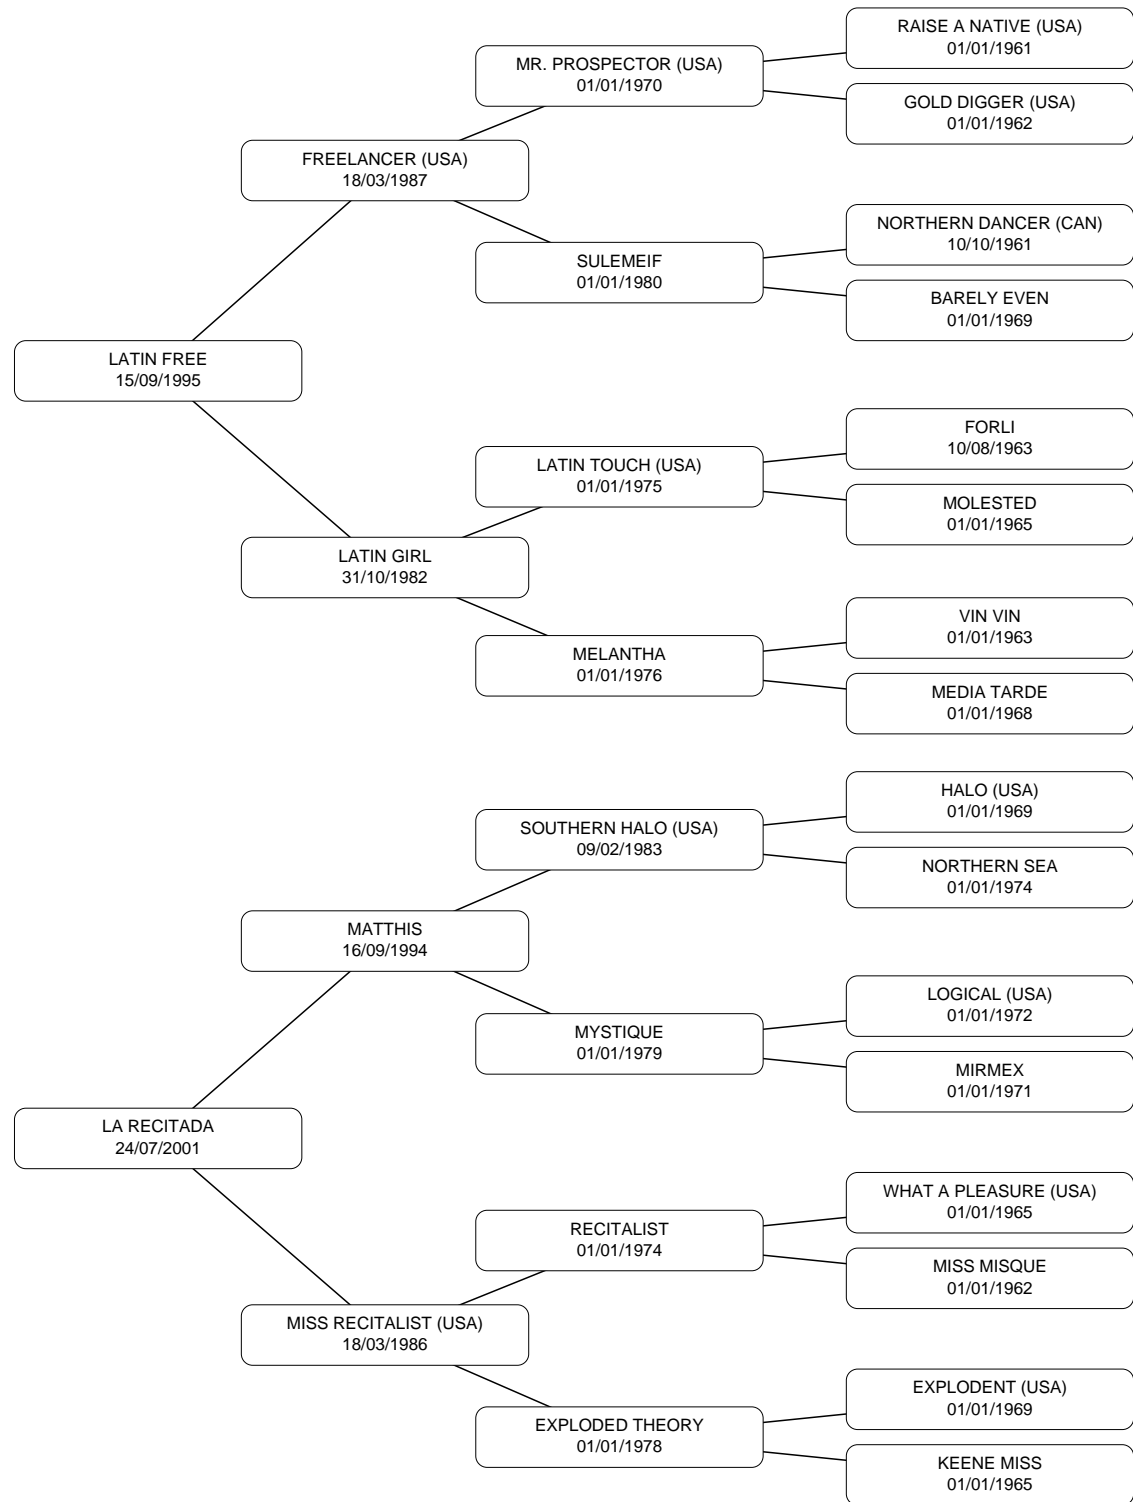 RAISE A NATIVE (USA)
01/01/1961
MR. PROSPECTOR (USA)
01/01/1970
GOLD DIGGER (USA)
01/01/1962
FREELANCER (USA)
18/03/1987
NORTHERN DANCER (CAN)
10/10/1961
SULEMEIF
01/01/1980
BARELY EVEN
01/01/1969
LATIN FREE
15/09/1995
FORLI
10/08/1963
LATIN TOUCH (USA)
01/01/1975
MOLESTED
01/01/1965
LATIN GIRL
31/10/1982
VIN VIN
01/01/1963
MELANTHA
01/01/1976
MEDIA TARDE
01/01/1968
HALO (USA)
01/01/1969
SOUTHERN HALO (USA)
09/02/1983
NORTHERN SEA
01/01/1974
MATTHIS
16/09/1994
LOGICAL (USA)
01/01/1972
MYSTIQUE
01/01/1979
MIRMEX
01/01/1971
LA RECITADA
24/07/2001
WHAT A PLEASURE (USA)
01/01/1965
RECITALIST
01/01/1974
MISS MISQUE
01/01/1962
MISS RECITALIST (USA)
18/03/1986
EXPLODENT (USA)
01/01/1969
EXPLODED THEORY
01/01/1978
KEENE MISS
01/01/1965